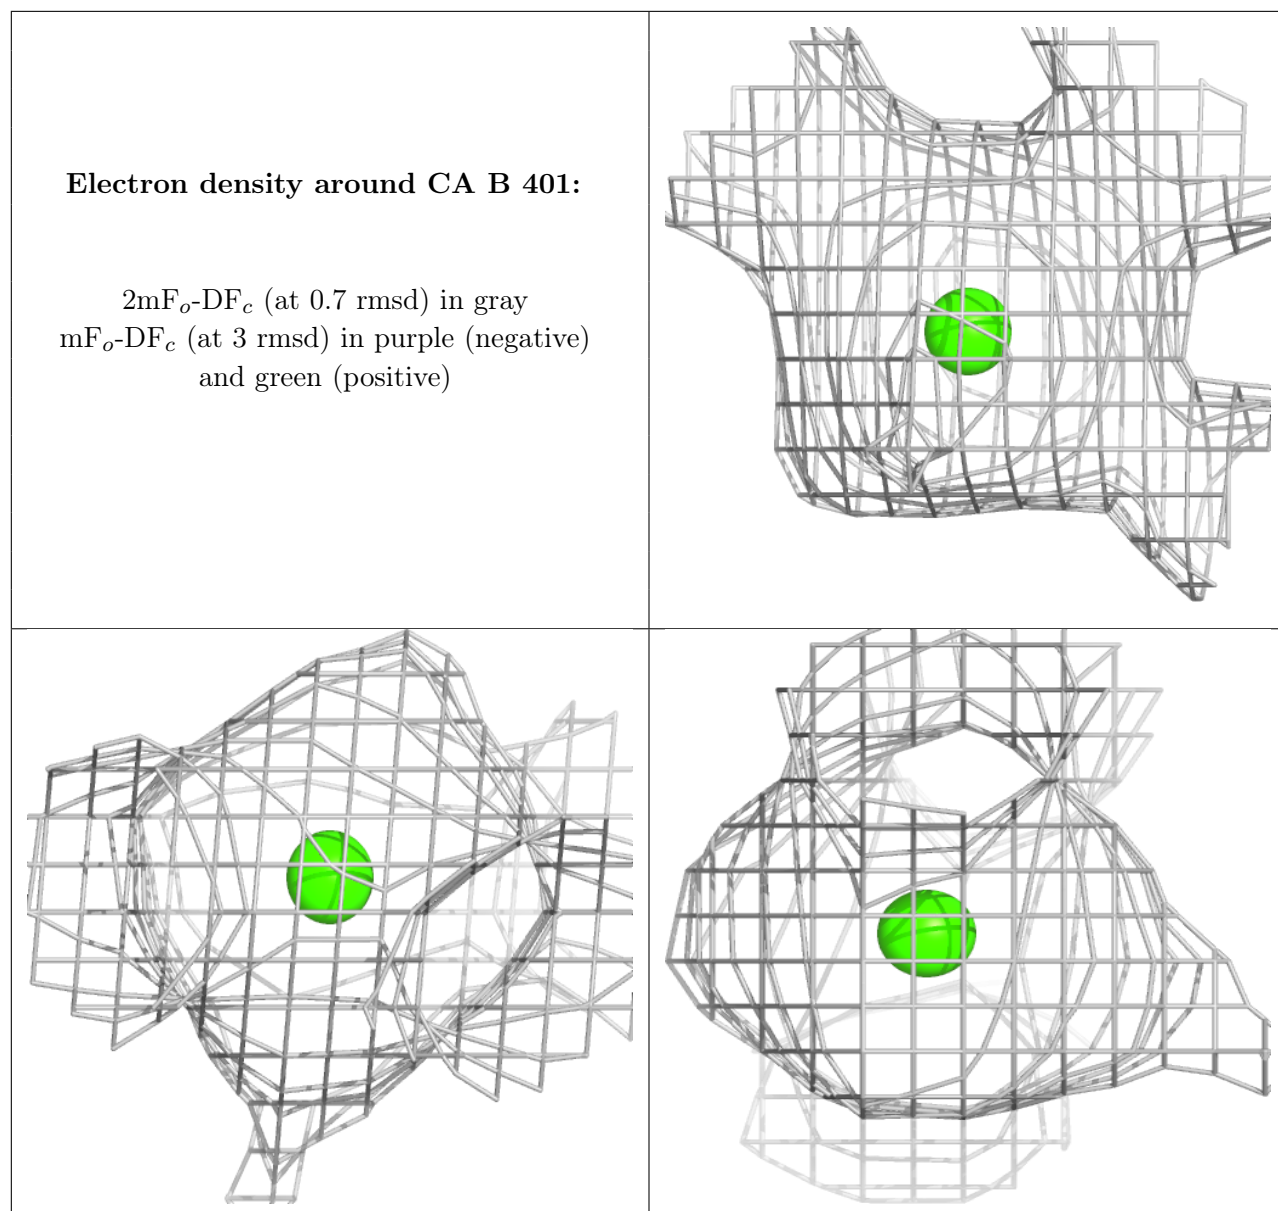 Electron density around CA B 401:
2mFo-DFc (at 0.7 rmsd) in gray
mFo-DFc (at 3 rmsd) in purple (negative)
and green (positive)